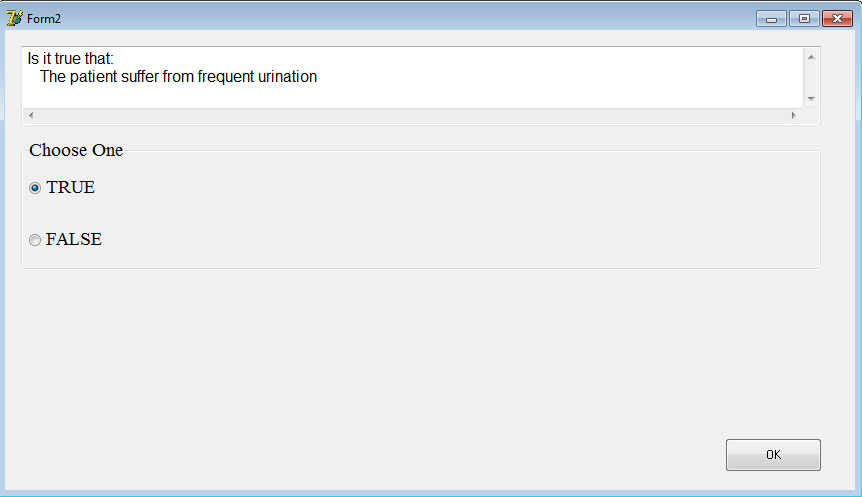 Form2
Is it true that:
The patient suffer from frequent urination
Choose One
TRUE
FALSE
OK